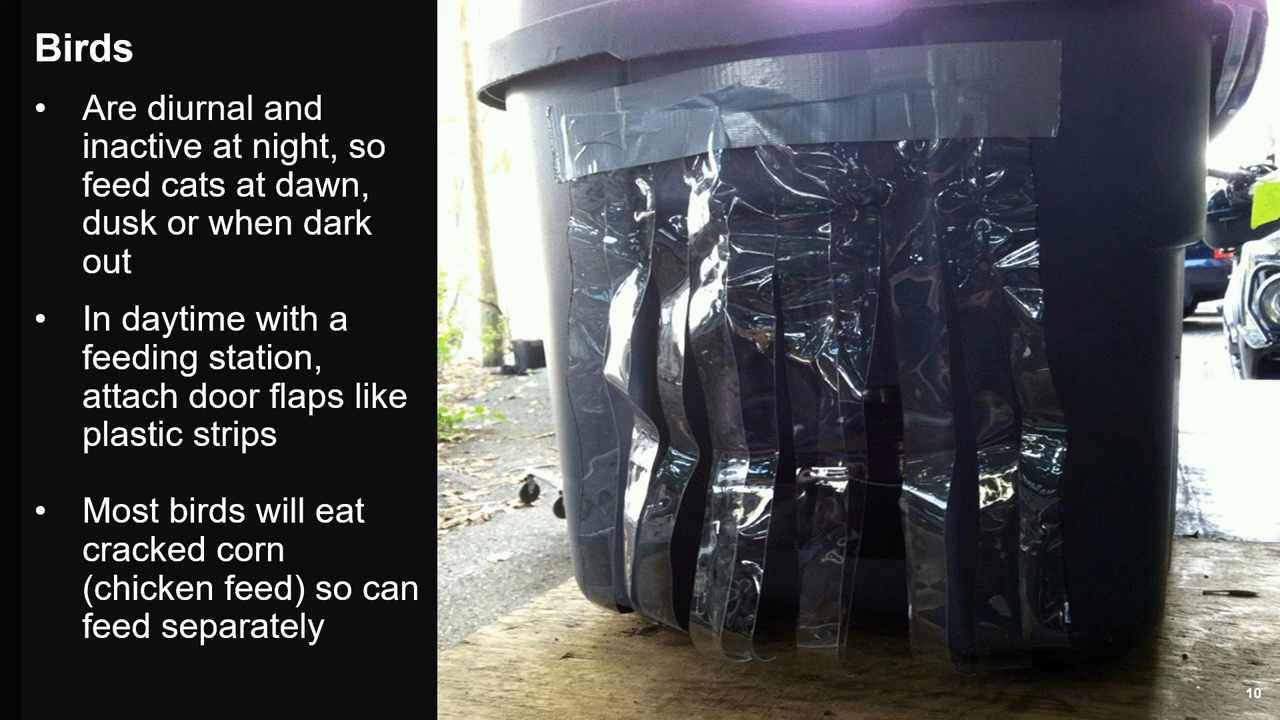 Birds
• Are diurnal and
inactive at night, so
feed cats at dawn,
dusk or when dark
out
• In daytime with a
feeding station,
attach door flaps like
plastic strips
• Most birds will eat
cracked corn
(chicken feed) so can
feed separately
10